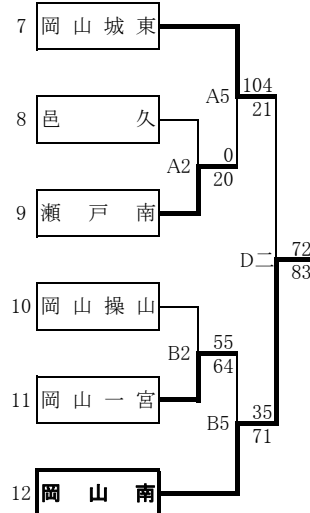 7 岡山城東
A5 104
21
8 邑久
A2 0
20
9 瀬戸南
D二 72
83
10 岡山操山
B2 55
64
11 岡山一宮
B5 35
71
12 岡山南